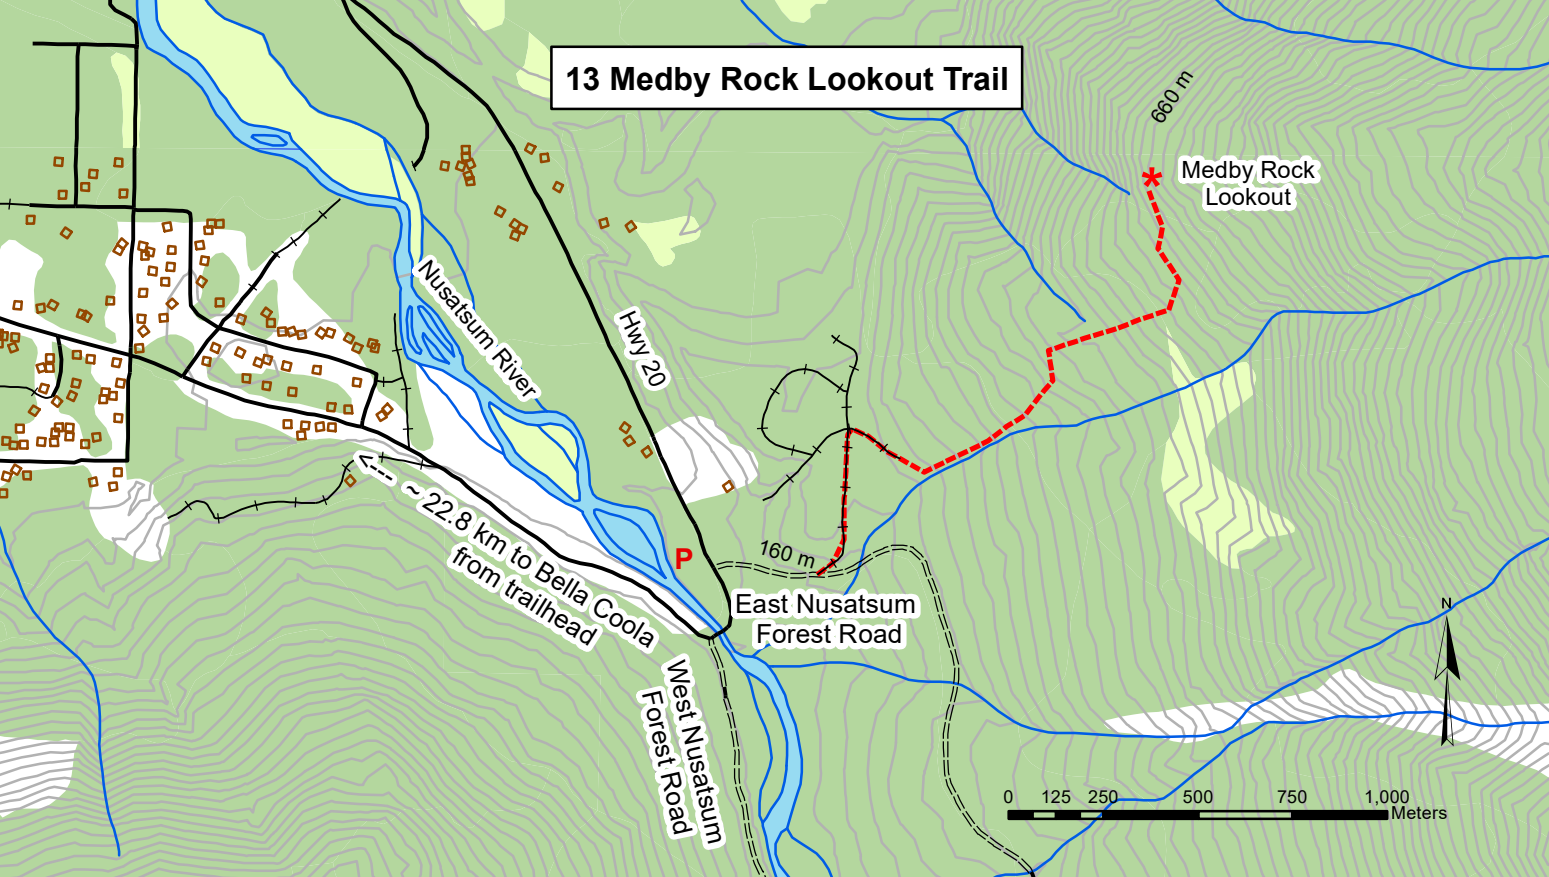 13 Medby Rock Lookout Trail
660 m
Medby Rock
Lookout
Nusatsum River
Hwy 20
~ 22.8 km to Bella Coola
from trailhead
P
160 m
East Nusatsum
Forest Road
West Nusatsum
Forest Road
N
0 125 250 500 750 1,000
Meters